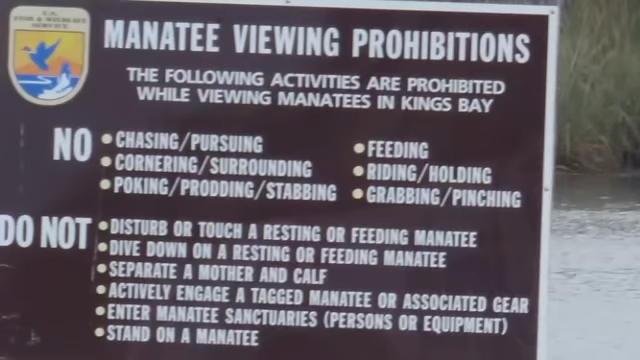 U.S.
FISH & WILDLIFE
SERVICE
MANATEE VIEWING PROHIBITIONS
THE FOLLOWING ACTIVITIES ARE PROHIBITED
WHILE VIEWING MANATEES IN KINGS BAY
NO
• CHASING/PURSUING
• CORNERING/SURROUNDING
• POKING/PRODDING/STABBING
• FEEDING
• RIDING/HOLDING
• GRABBING/PINCHING
DO NOT
• DISTURB OR TOUCH A RESTING OR FEEDING MANATEE
• DIVE DOWN ON A RESTING OR FEEDING MANATEE
• SEPARATE A MOTHER AND CALF
• ACTIVELY ENGAGE A TAGGED MANATEE OR ASSOCIATED GEAR
• ENTER MANATEE SANCTUARIES (PERSONS OR EQUIPMENT)
• STAND ON A MANATEE